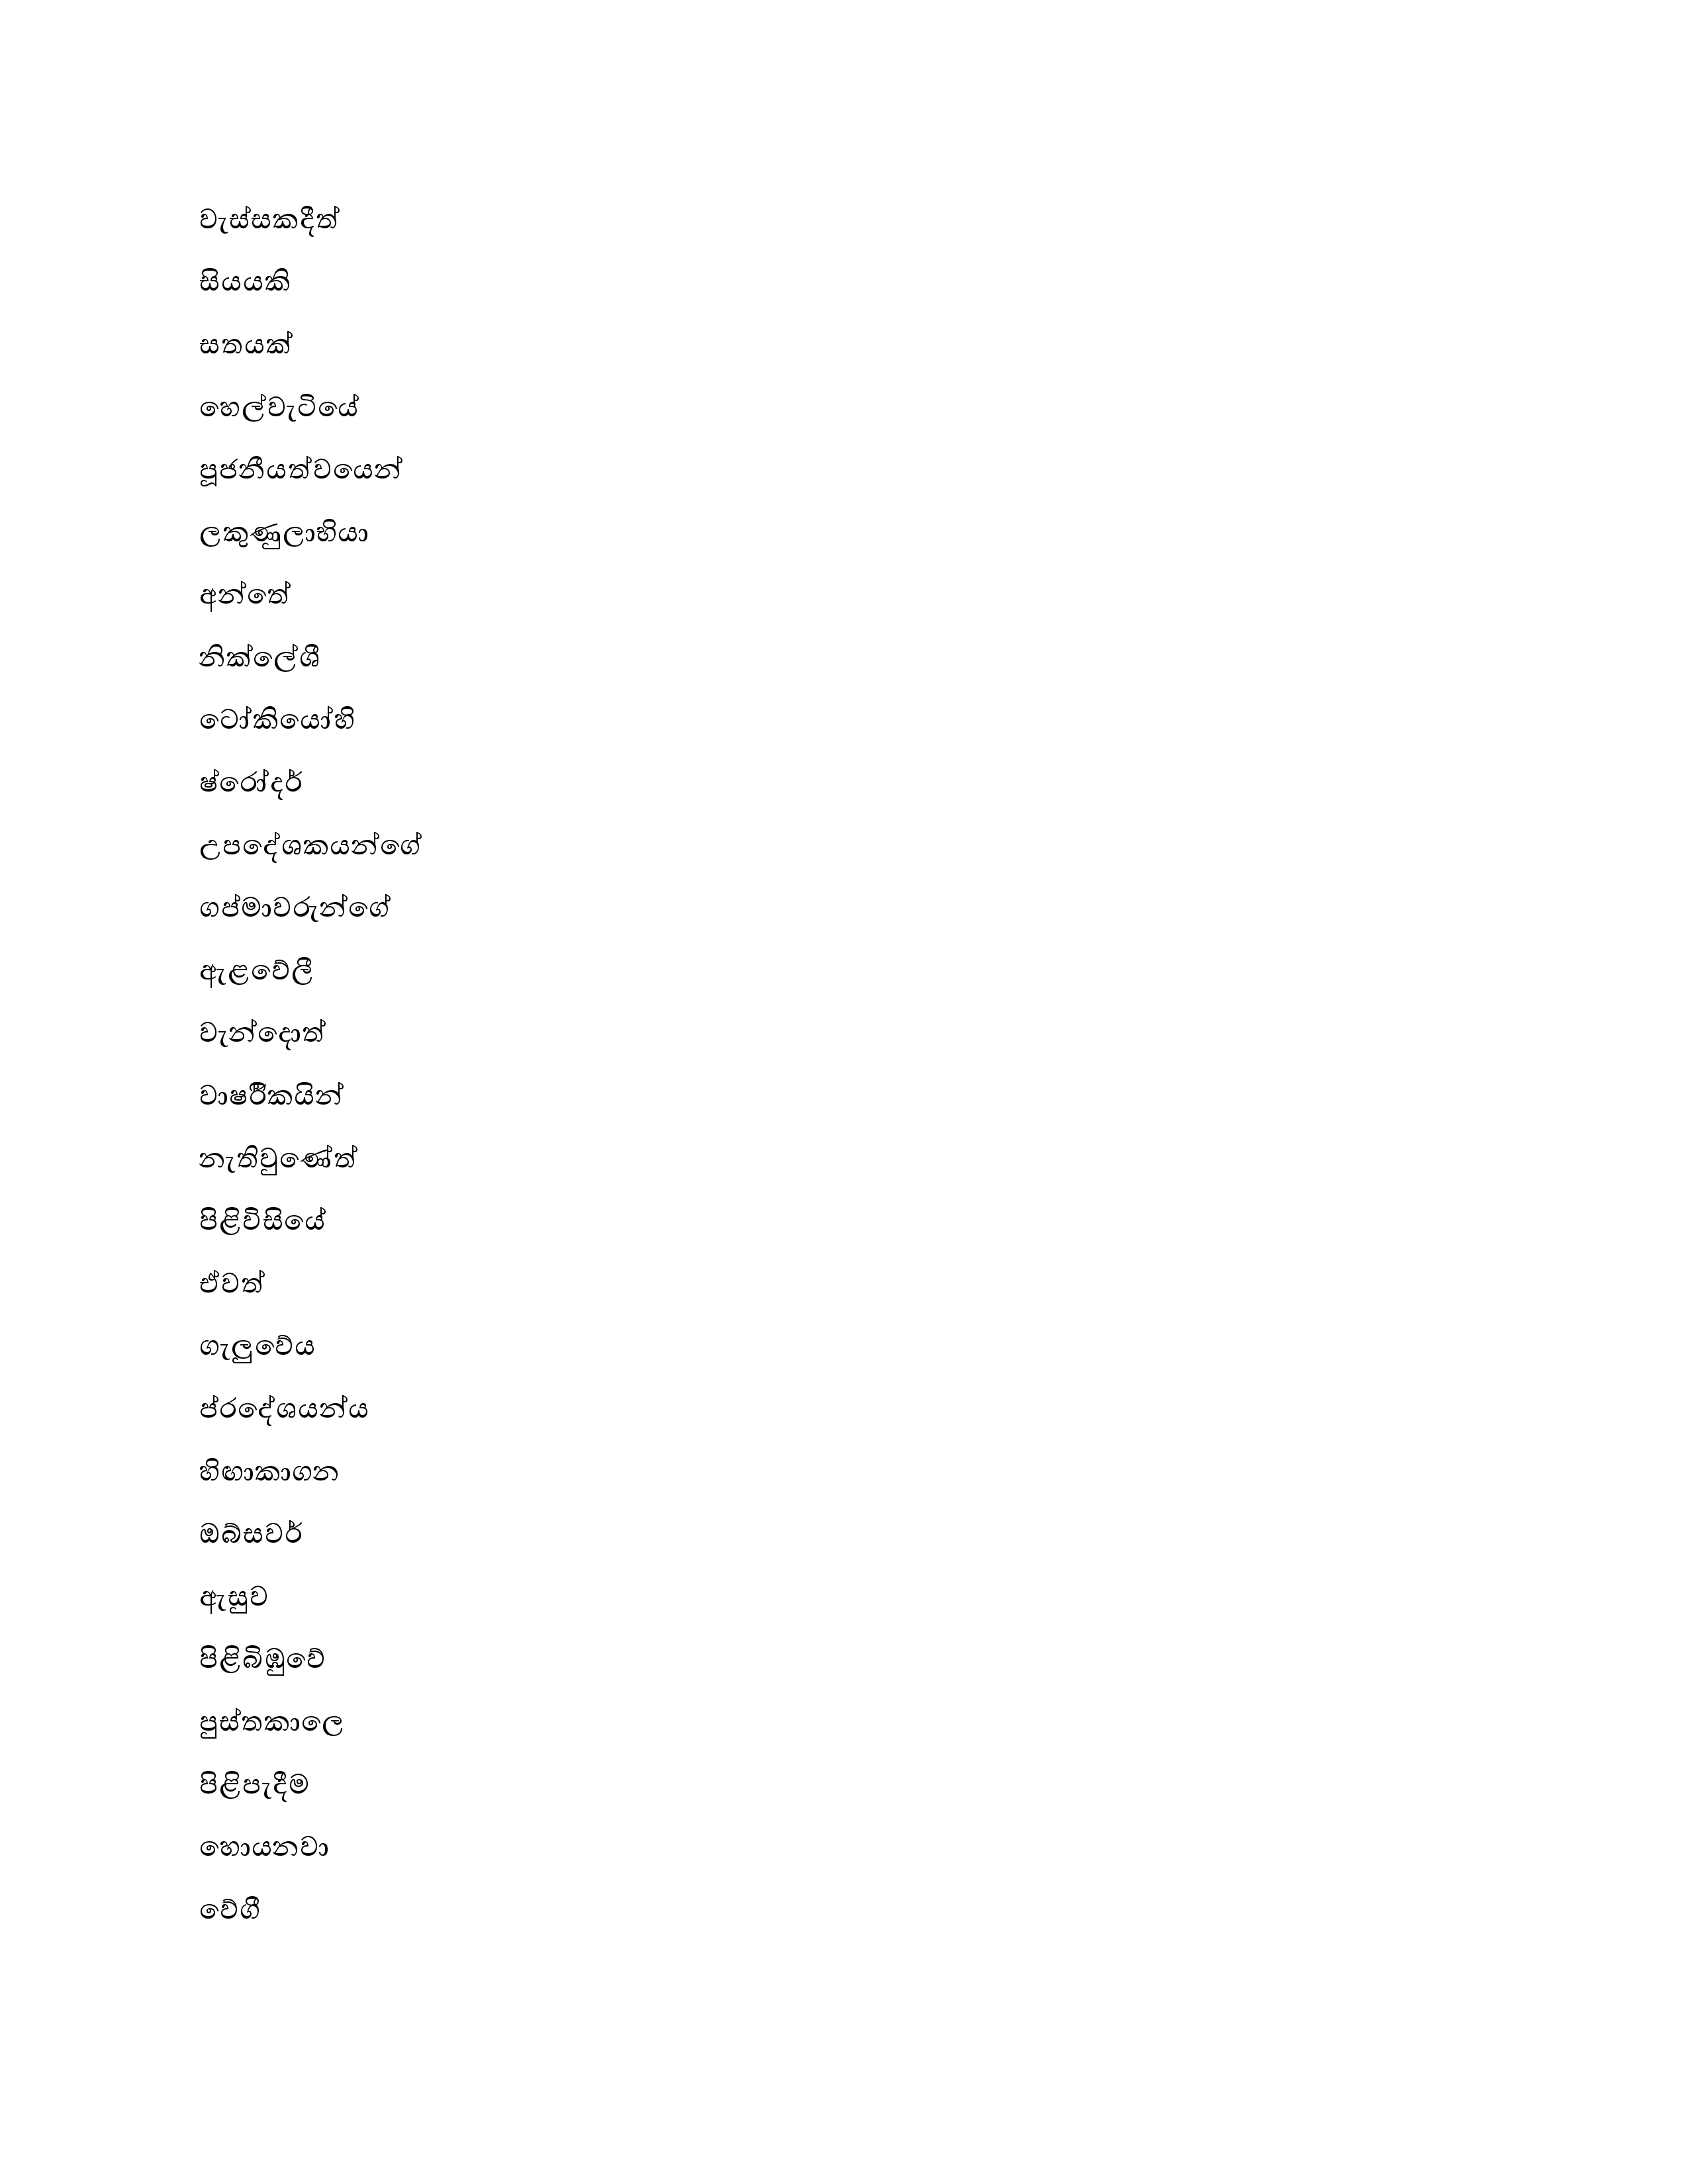 වැස්සකදීත්
සියයකි
සතයක්
හෙල්වැටියේ
පූජනීයත්වයෙන්
ලකුණුලාභියා
අන්තේ
නික්ලේශී
ටෝකියෝහි
ෂ්රෝදර්
උපදේශකයන්ගේ
ගප්මාවරුන්ගේ
ඇළවේලී
වැන්දොත්
වාෂර්කයින්
නැතිවුණේත්
පිළිවිසියේ
ඒවත්
ගැලුවේය
ප්රදේශයන්ය
හිඟාකාගන
ඔබ්සවර්
ඇසුව
පිළිබිඹුවේ
පුස්තකාලෙ
පිළිපැදීම
හොයනවා
වේගී